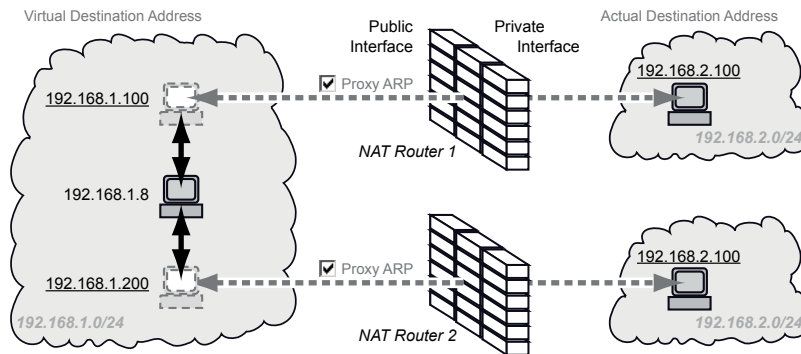 Virtual Destination Address
Public
Interface
Private
Interface
Actual Destination Address
192.168.1.100
Proxy ARP
192.168.2.100
192.168.2.0/24
NAT Router 1
192.168.1.8
192.168.1.200
Proxy ARP
192.168.2.100
192.168.1.0/24
NAT Router 2
192.168.2.0/24